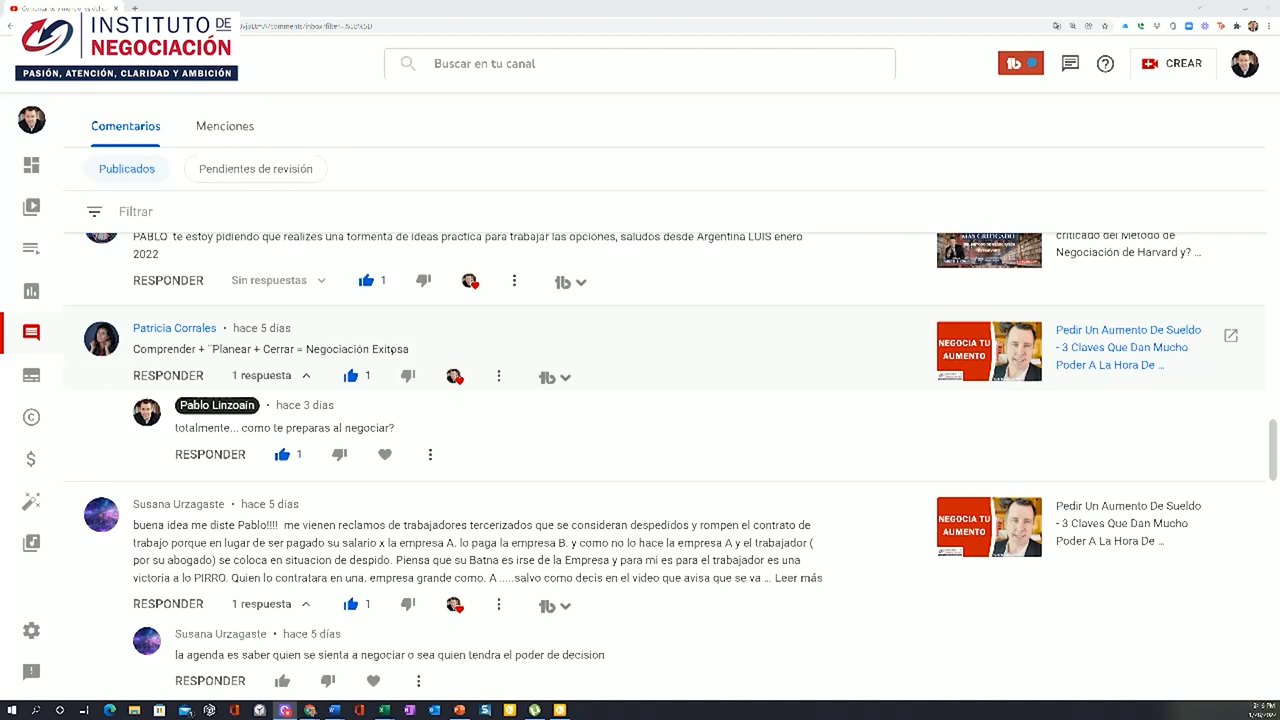 INSTITUTO DE
NEGOCIACIÓN
PASIÓN, ATENCIÓN, CLARIDAD Y AMBICIÓN
Buscar en tu canal
CREAR
Comentarios
Menciones
Publicados
Pendientes de revisión
Filtrar
PABLO te estoy pidiendo que realizes una tormenta de ideas practica para trabajar las opciones, saludos desde Argentina LUIS enero
2022
RESPONDER Sin respuestas 1
criticado del Método de
Negociación de Harvard y? ...
Patricia Corrales • hace 5 días
Comprender + ¨Planear + Cerrar = Negociación Exitosa
RESPONDER 1 respuesta 1
NEGOCIA TU
AUMENTO
Pedir Un Aumento De Sueldo
- 3 Claves Que Dan Mucho
Poder A La Hora De ...
Pablo Linzoain • hace 3 días
totalmente... como te preparas al negociar?
RESPONDER 1
Susana Urzagaste • hace 5 días
buena idea me diste Pablo!!!! me vienen reclamos de trabajadores tercerizados que se consideran despedidos y rompen el contrato de
trabajo porque en lugar de ser pagado su salario x la empresa A. lo paga la empresa B. y como no lo hace la empresa A y el trabajador (
por su abogado) se coloca en situacion de despido. Piensa que su Batna es irse de la Empresa y para mi es para el trabajador es una
victoria a lo PIRRO. Quien lo contratara en una. empresa grande como. A .....salvo como decis en el video que avisa que se va ... Leer más
RESPONDER 1 respuesta 1
NEGOCIA TU
AUMENTO
Pedir Un Aumento De Sueldo
- 3 Claves Que Dan Mucho
Poder A La Hora De ...
Susana Urzagaste • hace 5 días
la agenda es saber quien se sienta a negociar o sea quien tendra el poder de decision
RESPONDER